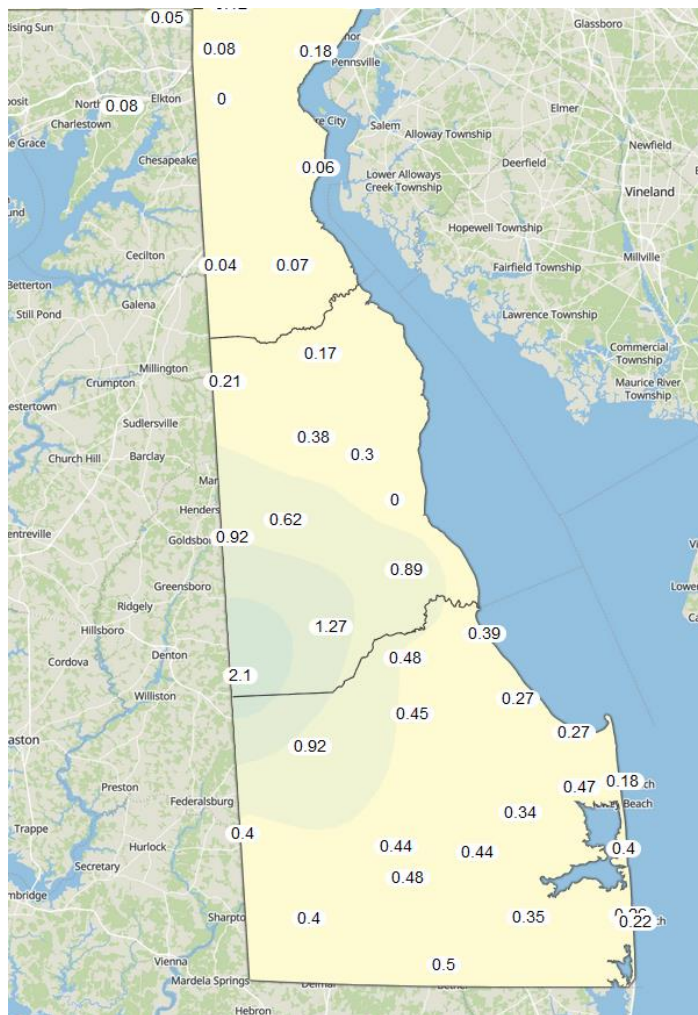 0.05
Rising Sun
Glassboro
0.08
0.18
Pennsville
Elkton
0
0.08
Charlestown
Elmer
Salem
Alloway Township
Newfield
Chesapeake
0.06
Deerfield
Lower Alloways
Creek Township
Vineland
Hopewell Township
Cecilton
0.04
0.07
Fairfield Township
Millville
Betterton
Galena
Still Pond
Lawrence Township
Commercial
Township
0.17
Millington
0.21
Crumpton
Maurice River
Township
Sudlersville
0.38
0.3
Church Hill
Barclay
0
0.62
0.92
0.89
Greensboro
Ridgely
1.27
0.39
Hillsboro
Denton
0.48
Cordova
2.1
Williston
0.27
0.45
0.27
0.92
Preston
0.47
0.18
Federalsburg
Beach
0.34
Trappe
0.4
Hurlock
0.44
0.44
0.4
Secretary
0.48
0.4
0.35
0.22
Vienna
0.5
Mardela Springs
Hebron